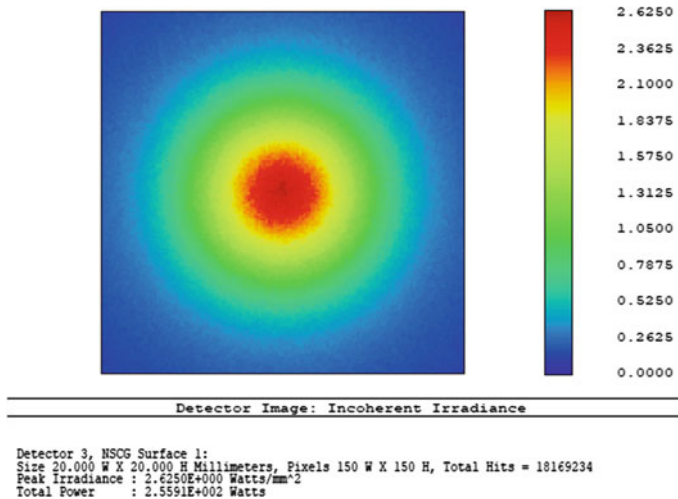 2.6250
2.3625
2.1000
1.8375
1.5750
1.3125
1.0500
0.7875
0.5250
0.2625
0.0000
Detector Image: Incoherent Irradiance
Detector 3, NSCG Surface 1:
Size 20.000 W X 20.000 H Millimeters, Pixels 150 W X 150 H, Total Hits = 18169234
Peak Irradiance : 2.6250E+000 Watts/mm^2
Total Power : 2.5591E+002 Watts